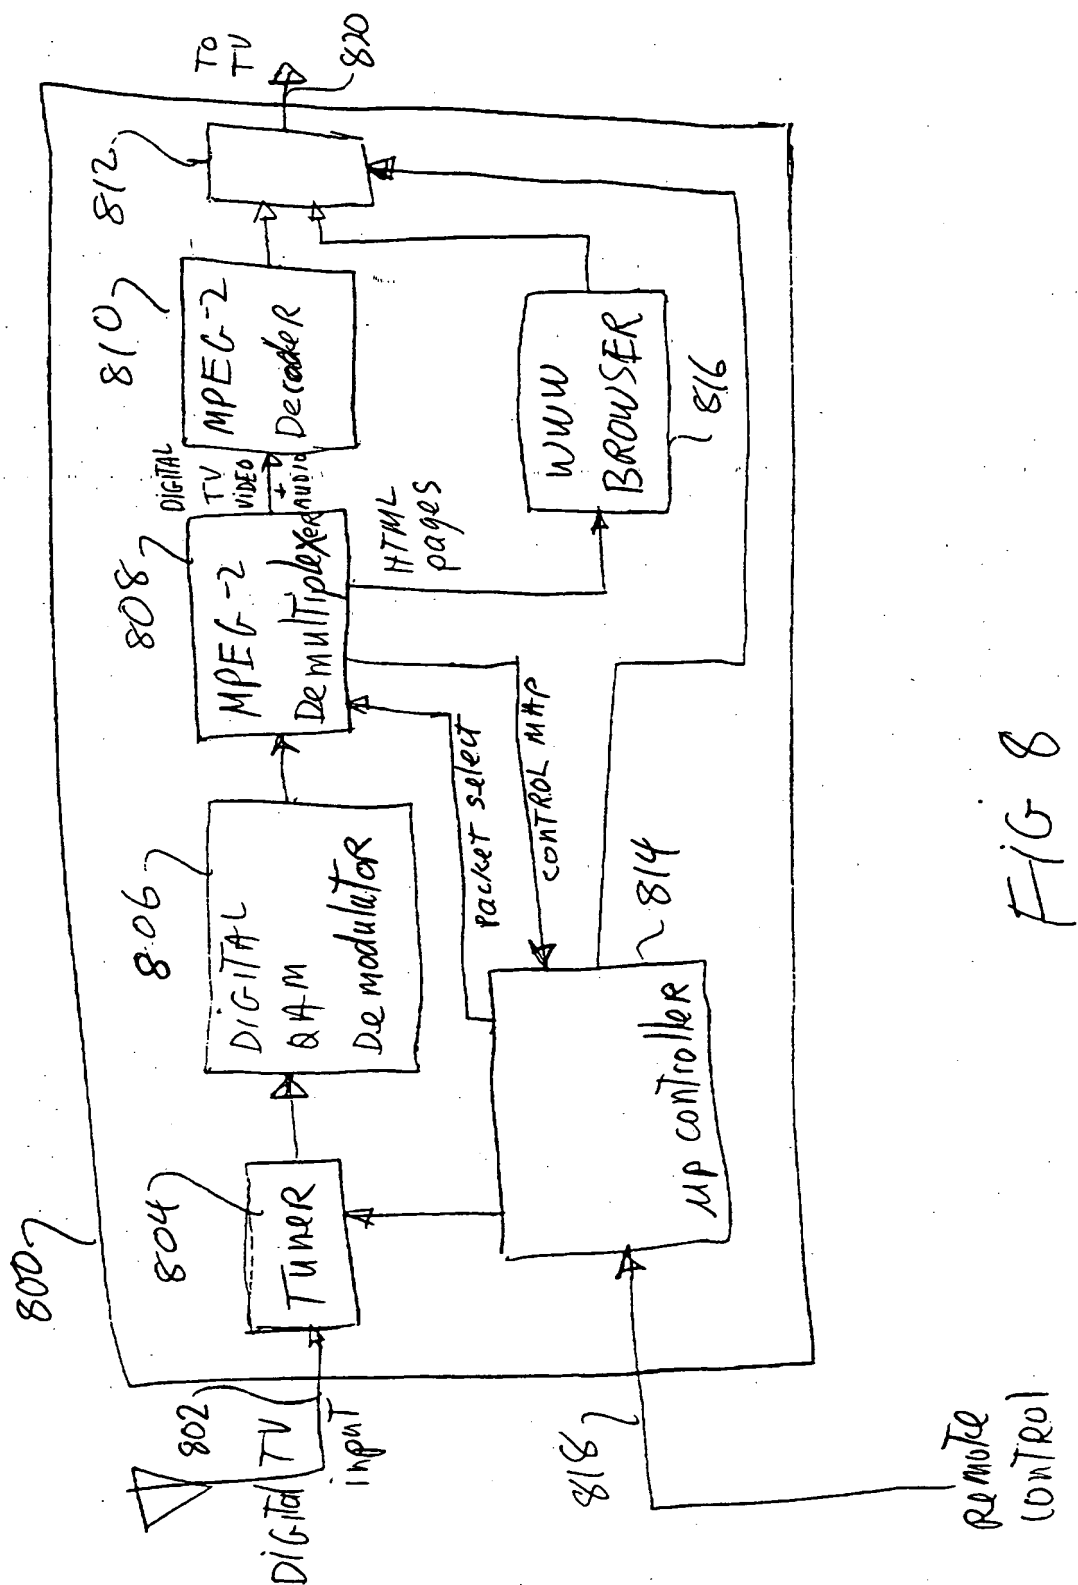 800
802
DiGiTal TV
inpuT
804
TuneR
806
DiGiTAL
QAM
DemodulaToR
808
MPEG-2
DemulTiplexeR
DiGiTAL
TV
ViDEO
+
AUDIO
810
MPEG-2
DecodeR
812
TO
TV
820
HTML
pages
WWW
BROWSER
816
packeT selecT
conTROL MAP
814
µp conTrolleR
818
RemoTe
conTRol
FiG 8